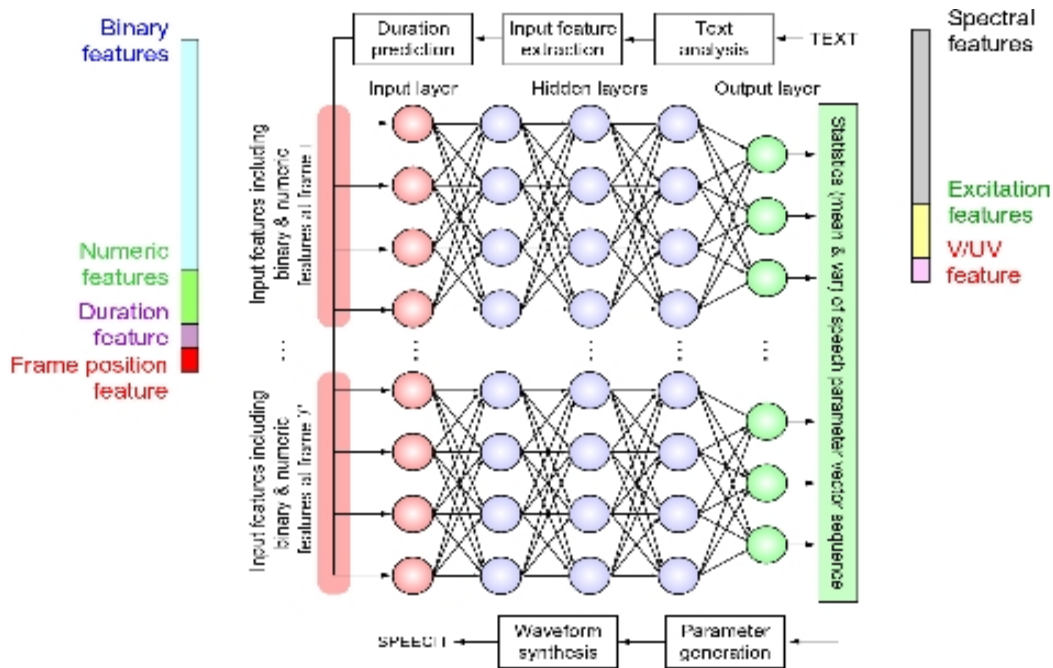 Binary
features
Numeric
features
Duration
feature
Frame position
feature
Duration
prediction
Input feature
extraction
Text
analysis
TEXT
Input layer
Hidden layers
Output layer
Input features including
binary & numeric
features at frame 1
...
Input features including
binary & numeric
features at frame T
Statistics (mean & var) of speech parameter vector sequence
SPEECH
Waveform
synthesis
Parameter
generation
Spectral
features
Excitation
features
V/UV
feature